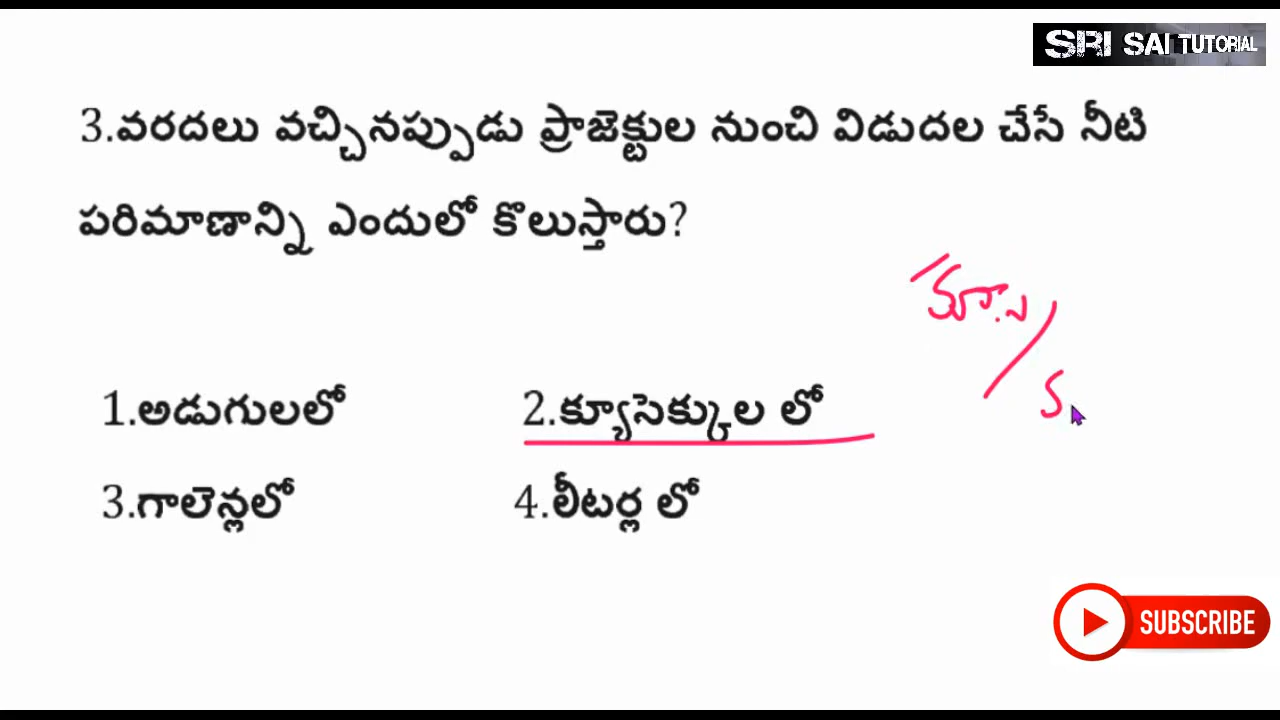 SRI SAI TUTORIAL
3.వరదలు వచ్చినప్పుడు ప్రాజెక్టుల నుంచి విడుదల చేసే నీటి
పరిమాణాన్ని ఎందులో కొలుస్తారు?
1.అడుగులలో 2.క్యూసెక్కుల లో
3.గాలెన్లలో 4.లీటర్ల లో
SUBSCRIBE